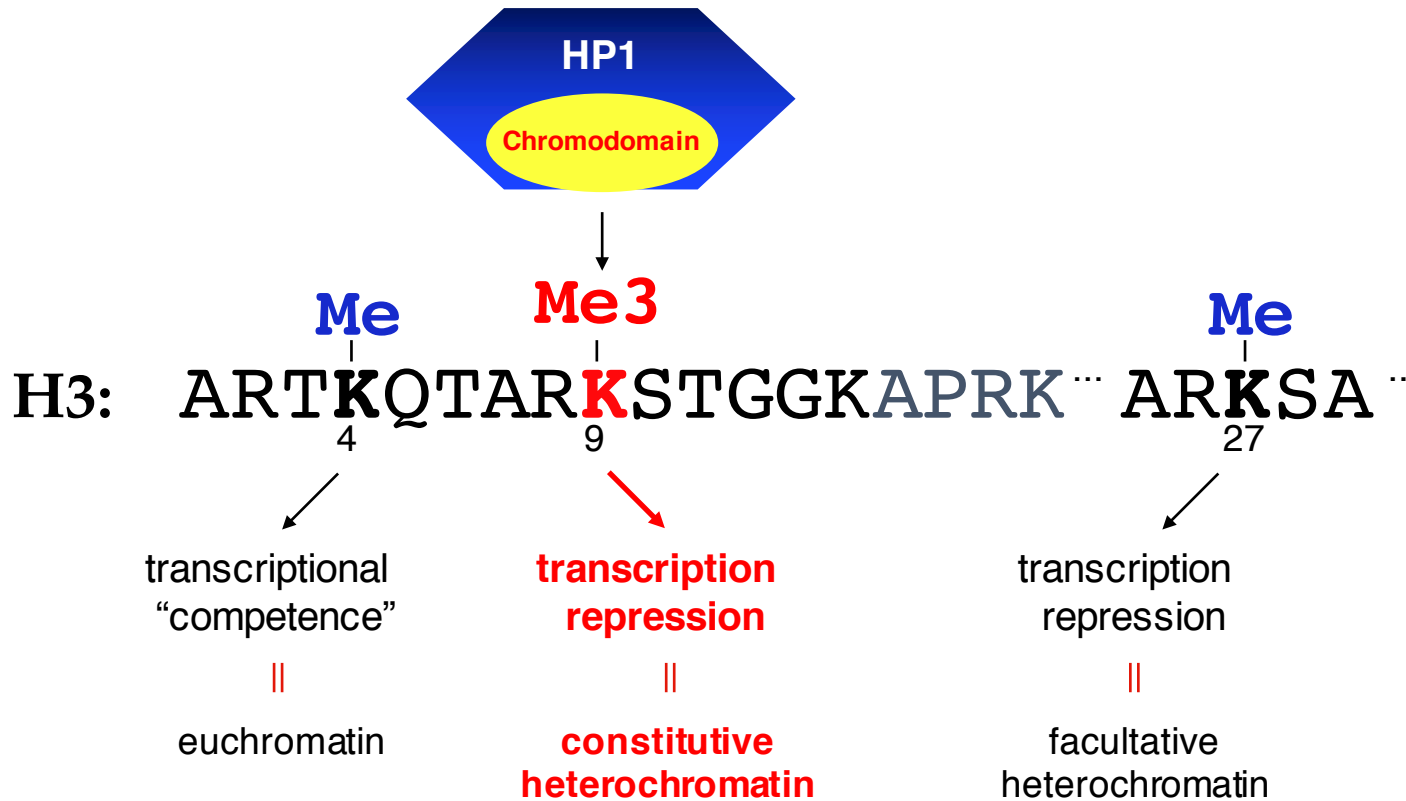 HP1
Chromodomain
Me Me3 Me
H3: ARTKQTARKSTGGKAPRK ... ARKSA ..
4 9 27
transcriptional transcription transcription
“competence” repression repression
|| || ||
euchromatin constitutive facultative
heterochromatin heterochromatin